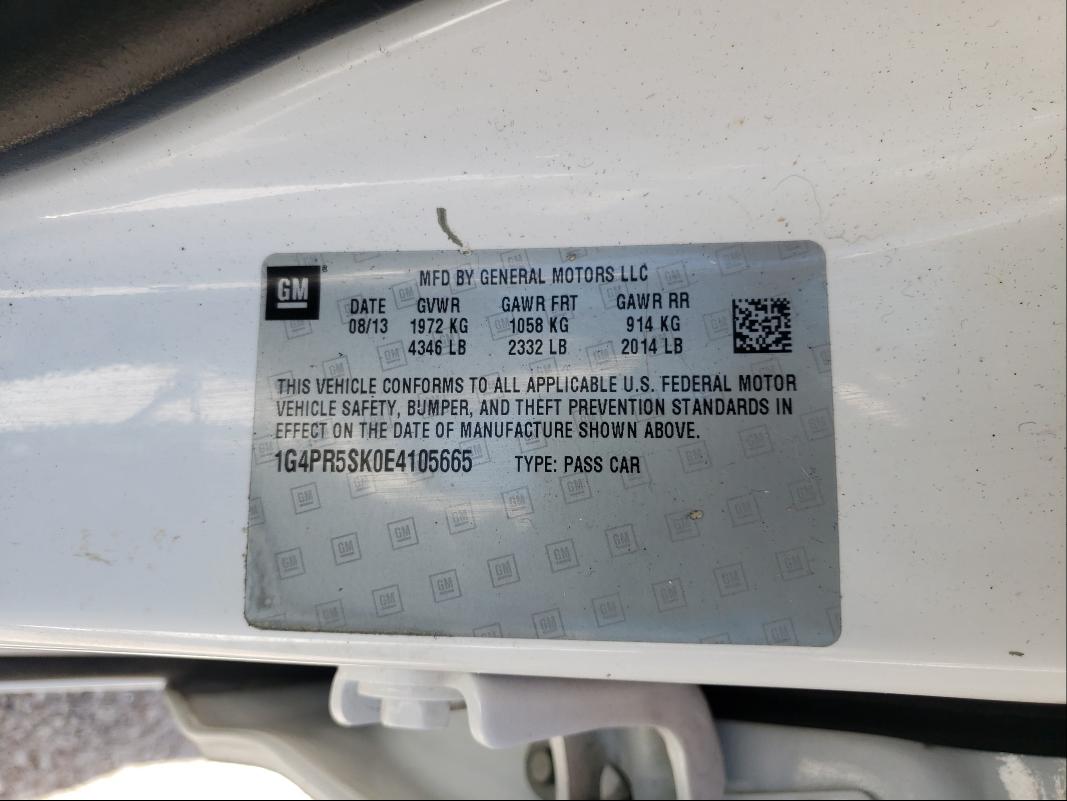 GM ®
MFD BY GENERAL MOTORS LLC
DATE GVWR GAWR FRT GAWR RR
08/13 1972 KG 1058 KG 914 KG
4346 LB 2332 LB 2014 LB
THIS VEHICLE CONFORMS TO ALL APPLICABLE U.S. FEDERAL MOTOR
VEHICLE SAFETY, BUMPER, AND THEFT PREVENTION STANDARDS IN
EFFECT ON THE DATE OF MANUFACTURE SHOWN ABOVE.
1G4PR5SK0E4105665 TYPE: PASS CAR